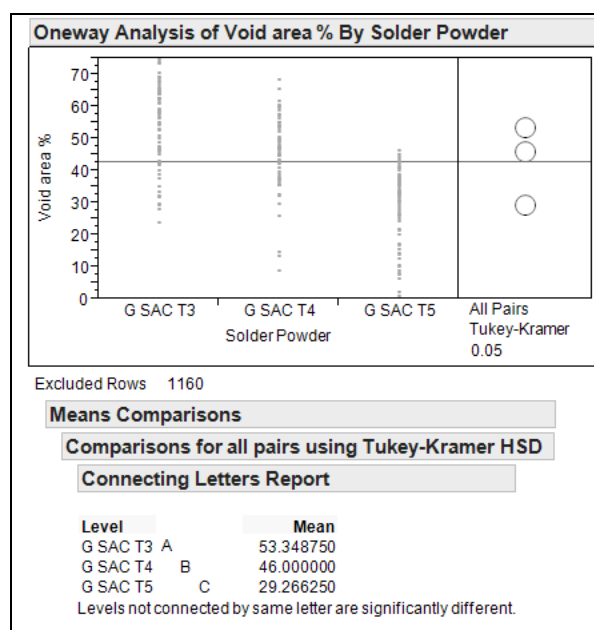 Oneway Analysis of Void area % By Solder Powder
70
60
50
40
30
20
10
0
Void area %
G SAC T3 G SAC T4 G SAC T5 All Pairs
Solder Powder Tukey-Kramer
0.05
Excluded Rows 1160
Means Comparisons
Comparisons for all pairs using Tukey-Kramer HSD
Connecting Letters Report
Level Mean
G SAC T3 A 53.348750
G SAC T4 B 46.000000
G SAC T5 C 29.266250
Levels not connected by same letter are significantly different.